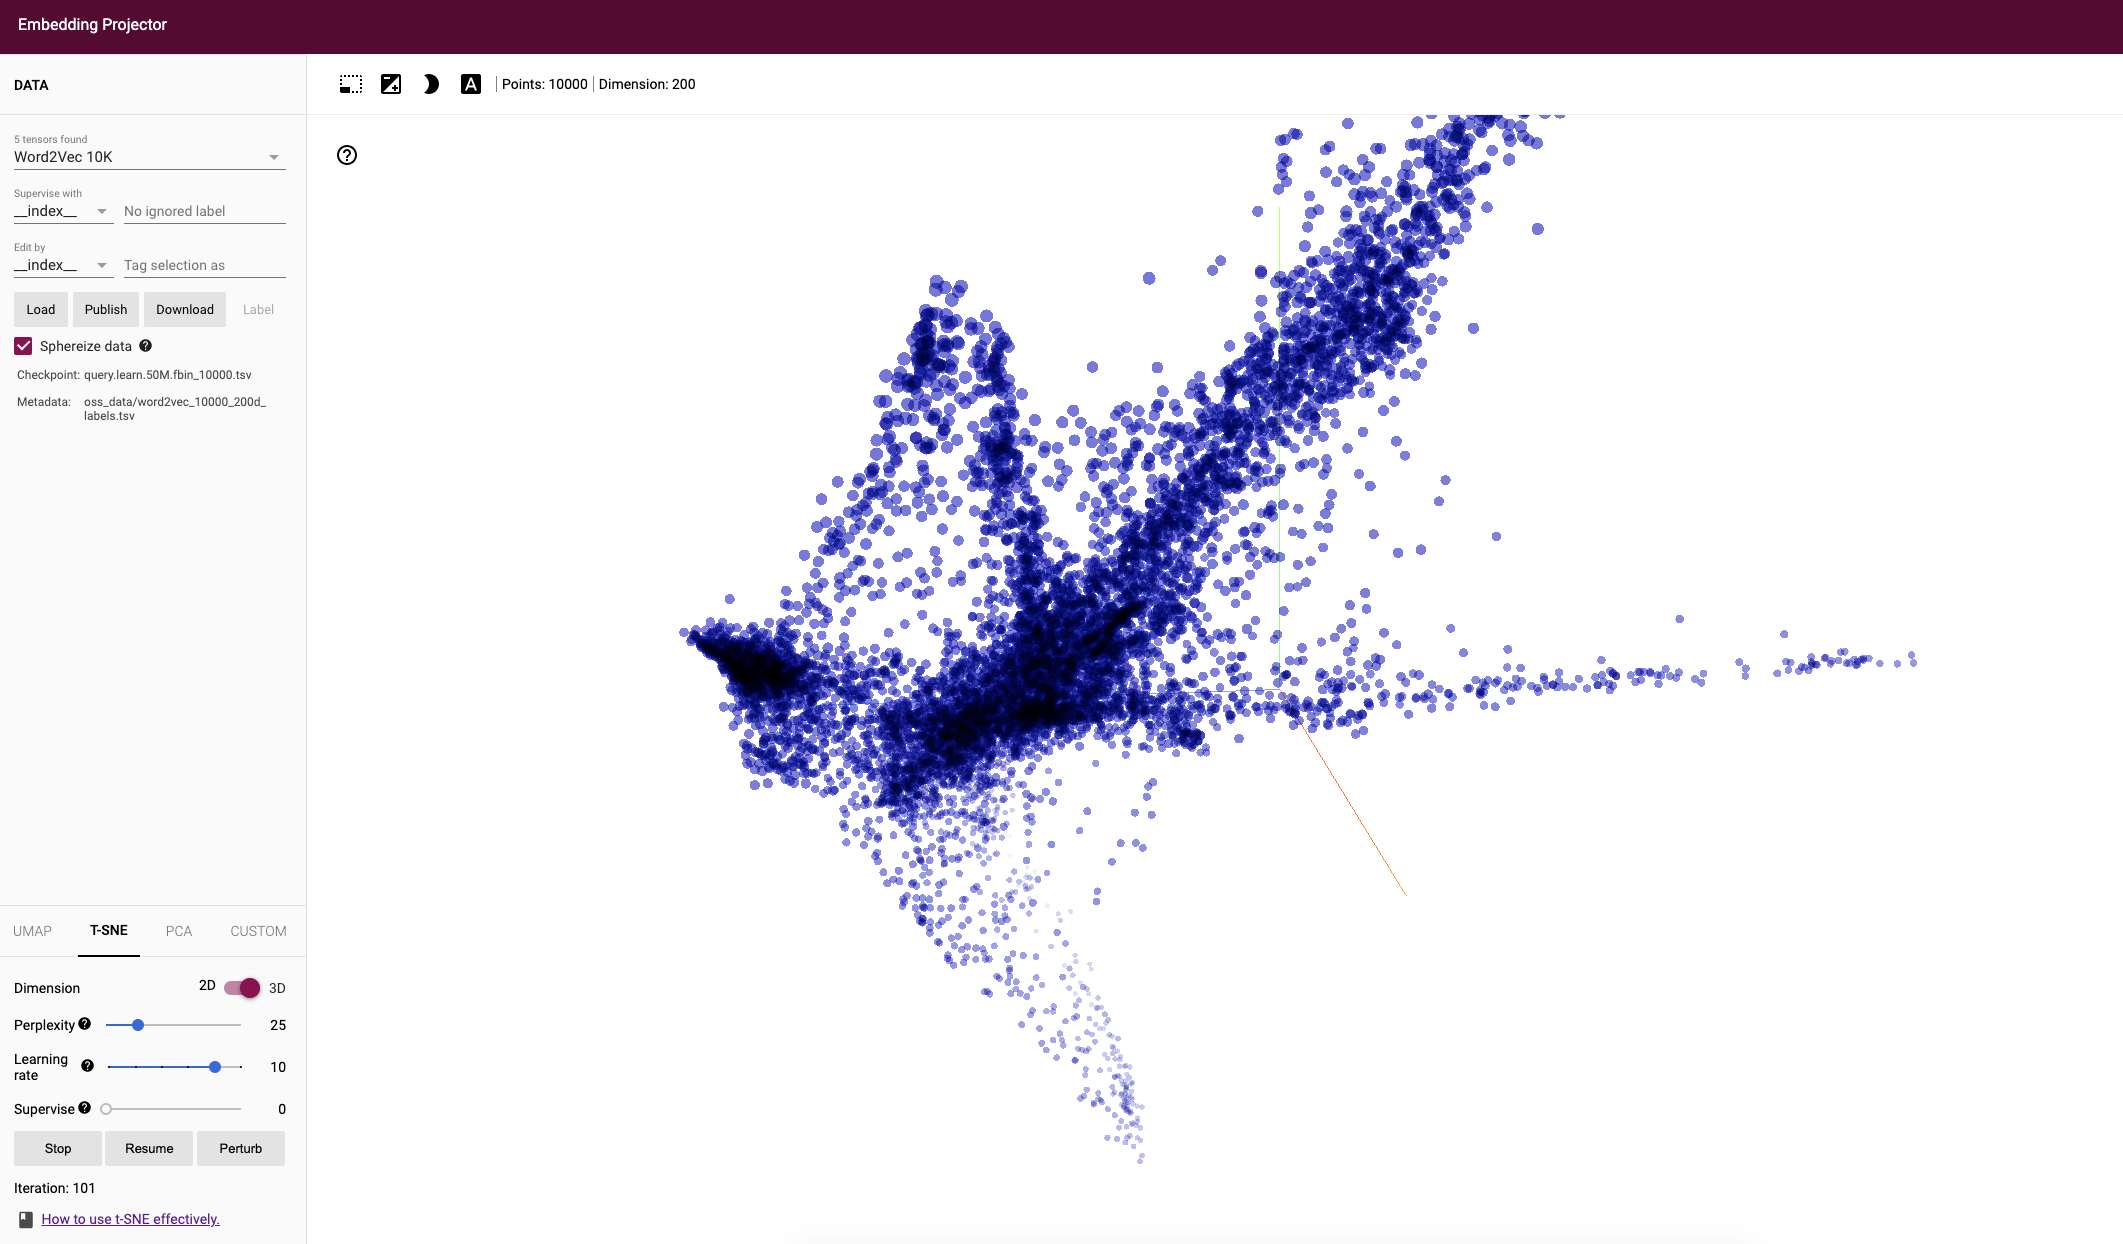 Embedding Projector
DATA
Points: 10000 | Dimension: 200
5 tensors found
Word2Vec 10K
Supervise with
__index__ No ignored label
Edit by
__index__ Tag selection as
Load Publish Download Label
Sphereize data
Checkpoint: query.learn.50M.fbin_10000.tsv
Metadata: oss_data/word2vec_10000_200d_
labels.tsv
UMAP T-SNE PCA CUSTOM
Dimension 2D 3D
Perplexity 25
Learning
rate 10
Supervise 0
Stop Resume Perturb
Iteration: 101
How to use t-SNE effectively.